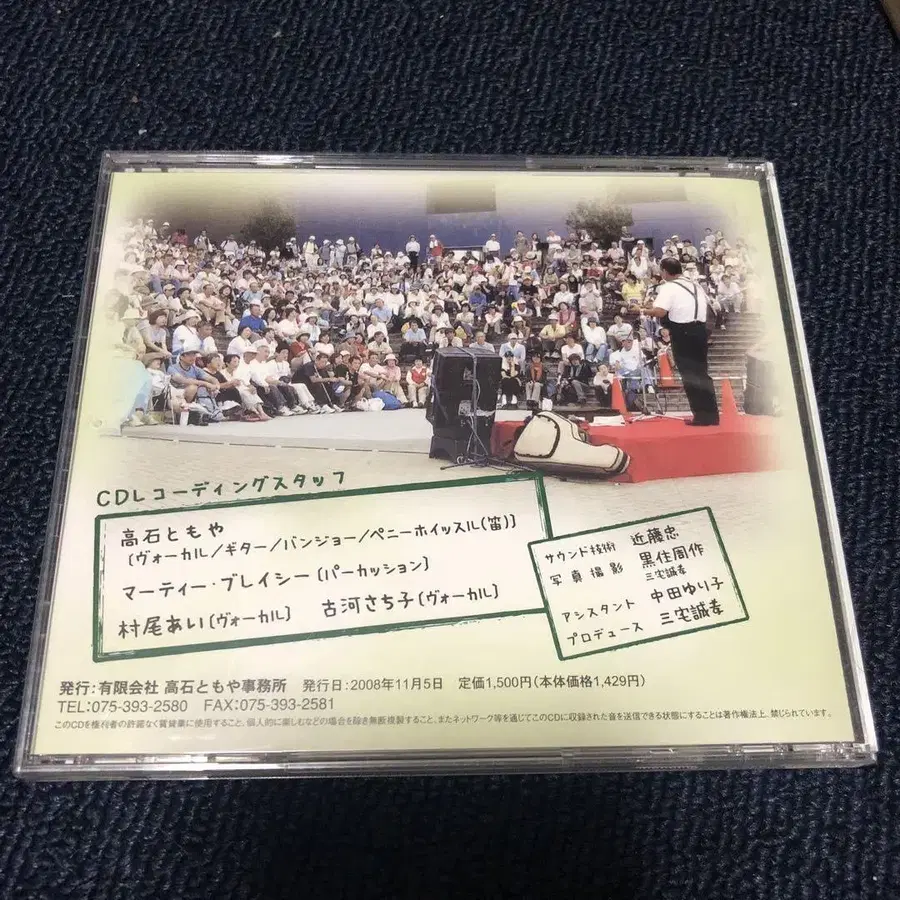 CDレコーディングスタッフ
高石ともや
[ヴォーカル/ギター/バンジョー/ペニーホイッスル(笛)]
マーティー・ブレイシー[パーカッション]
村尾あい[ヴォーカル] 古河さち子[ヴォーカル]
サウンド技術 近藤忠
写真撮影 黒住周作
三宅誠孝
アシスタント 中田ゆり子
プロデュース 三宅誠孝
発行:有限会社 高石ともや事務所 発行日:2008年11月5日 定価1,500円(本体価格1,429円)
TEL:075-393-2580 FAX:075-393-2581
このCDを権利者の許諾なく賃貸業に使用すること、個人的に楽しむなどの場合を除き無断複製すること、またネットワーク等を通じてこのCDに収録された音を送信できる状態にすることは著作権法上、禁じられています。